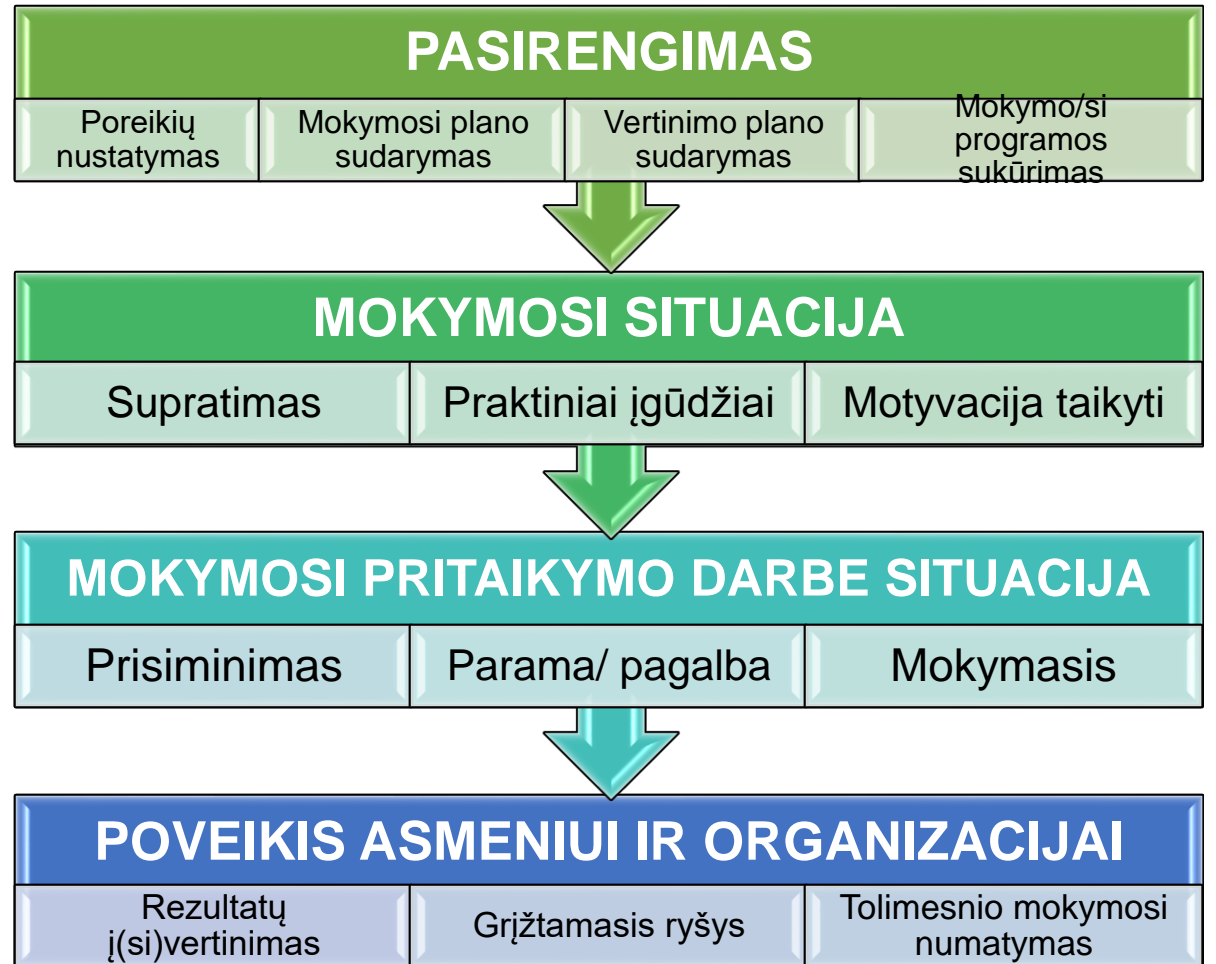 PASIRENGIMAS
Poreikių
nustatymas
Mokymosi plano
sudarymas
Vertinimo plano
sudarymas
Mokymo/si
programos
sukūrimas
MOKYMOSI SITUACIJA
Supratimas
Praktiniai įgūdžiai
Motyvacija taikyti
MOKYMOSI PRITAIKYMO DARBE SITUACIJA
Prisiminimas
Parama/ pagalba
Mokymasis
POVEIKIS ASMENIUI IR ORGANIZACIJAI
Rezultatų
į(si)vertinimas
Grįžtamasis ryšys
Tolimesnio mokymosi
numatymas